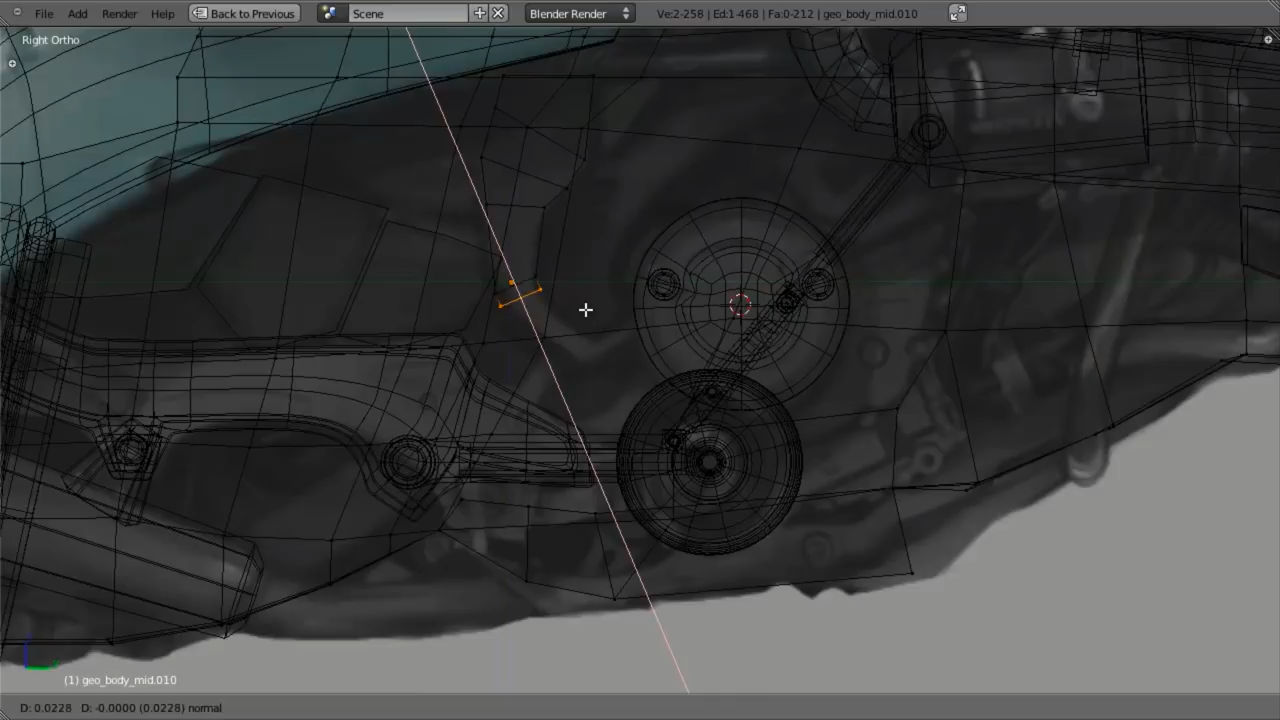 File Add Render Help Back to Previous Scene Blender Render Ve:2-258 | Ed:1-468 | Fa:0-212 | geo_body_mid.010
Right Ortho
(1) geo_body_mid.010
D: 0.0228 D: -0.0000 (0.0228) normal